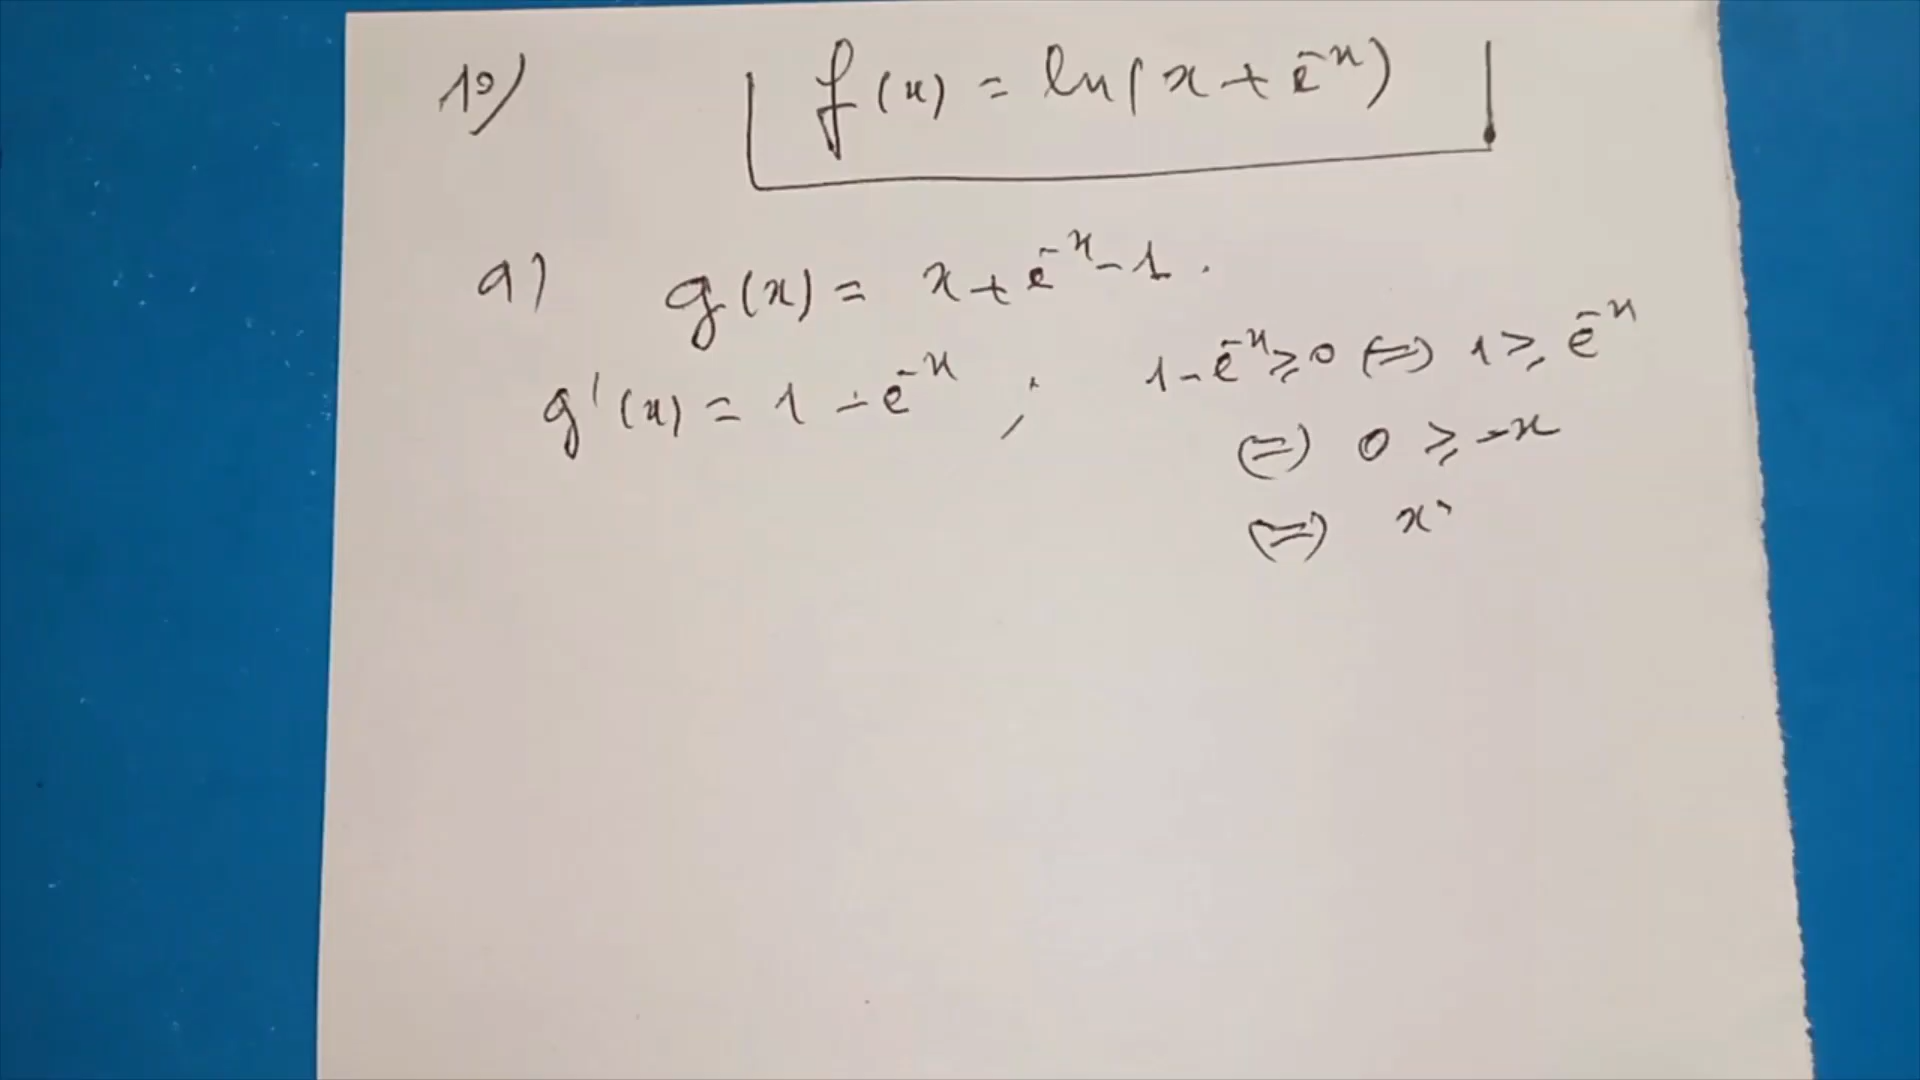 1°) f(x) = ln(x + e^-x)
a) g(x) = x + e^-x - 1.
g'(x) = 1 - e^-x ; 1 - e^-x ⩾ 0 (=) 1 ⩾ e^-x
(=) 0 ⩾ -x
(=) x